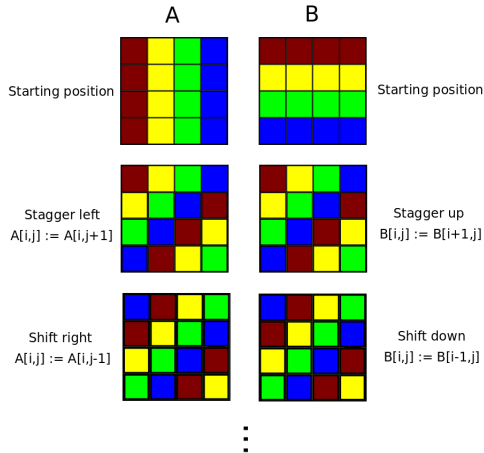 A B
Starting position
Starting position
Stagger left
A[i,j] := A[i,j+1]
Stagger up
B[i,j] := B[i+1,j]
Shift right
A[i,j] := A[i,j-1]
Shift down
B[i,j] := B[i-1,j]